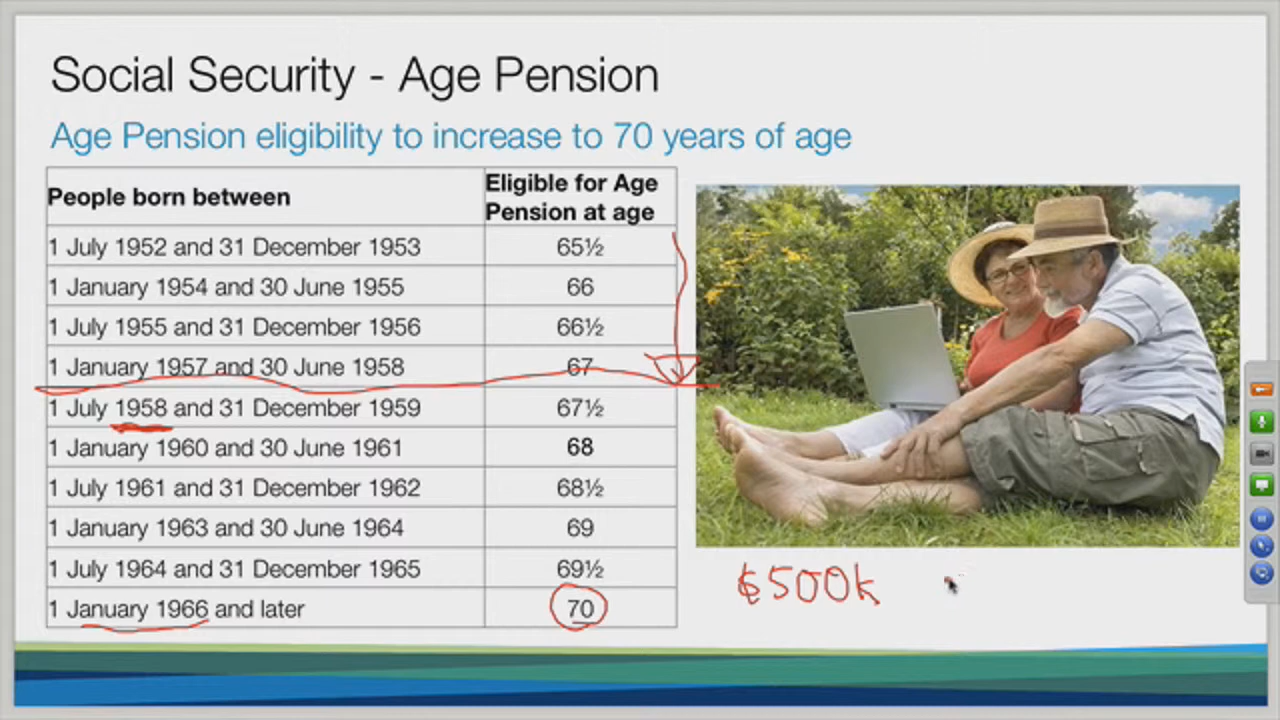 Social Security - Age Pension
Age Pension eligibility to increase to 70 years of age
People born between Eligible for Age Pension at age
1 July 1952 and 31 December 1953 65½
1 January 1954 and 30 June 1955 66
1 July 1955 and 31 December 1956 66½
1 January 1957 and 30 June 1958 67
1 July 1958 and 31 December 1959 67½
1 January 1960 and 30 June 1961 68
1 July 1961 and 31 December 1962 68½
1 January 1963 and 30 June 1964 69
1 July 1964 and 31 December 1965 69½
1 January 1966 and later 70
$500k